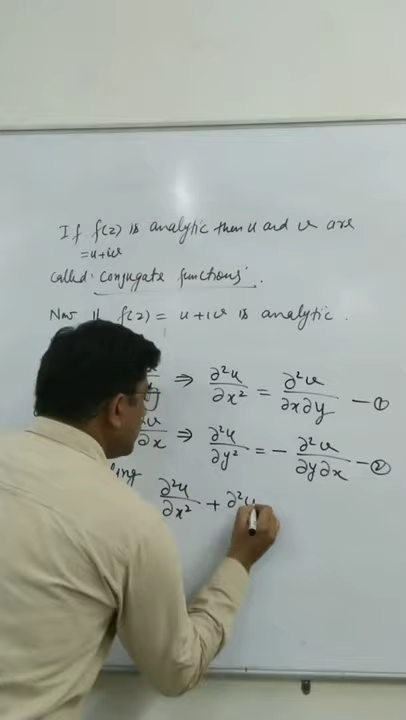 If f(z) is analytic then u and v are
= u+iv
called 'Conjugate functions'.
Now if f(z) = u+iv is analytic.
⇒ ∂²u/∂x² = ∂²v/∂x∂y —①
∂v/∂x ⇒ ∂²u/∂y² = - ∂²v/∂y∂x —②
∂²u/∂x² + ∂²u